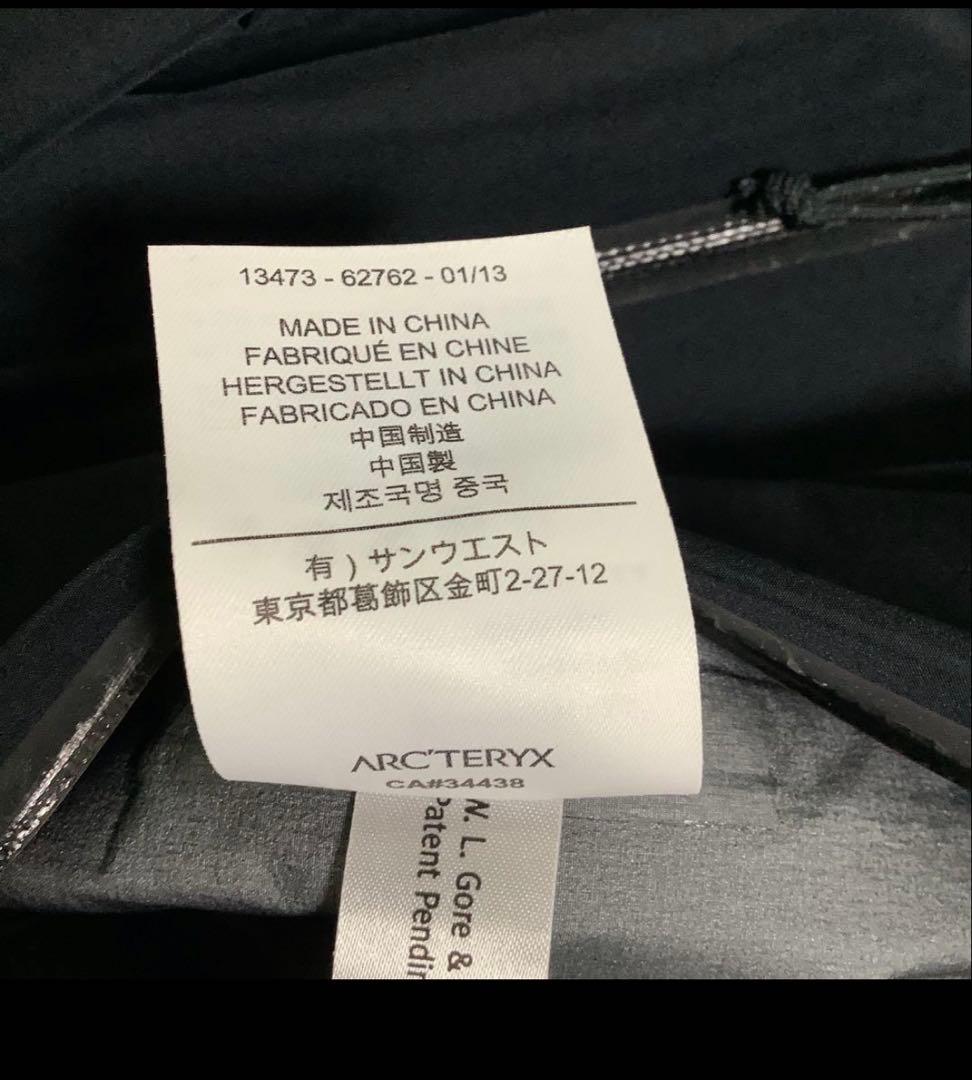 13473 - 62762 - 01/13
MADE IN CHINA
FABRIQUÉ EN CHINE
HERGESTELLT IN CHINA
FABRICADO EN CHINA
中国制造
中国製
제조국명 중국
有 ) サンウエスト
東京都葛飾区金町2-27-12
ARC'TERYX
CA#34438
W. L. Gore &
Patent Pendin